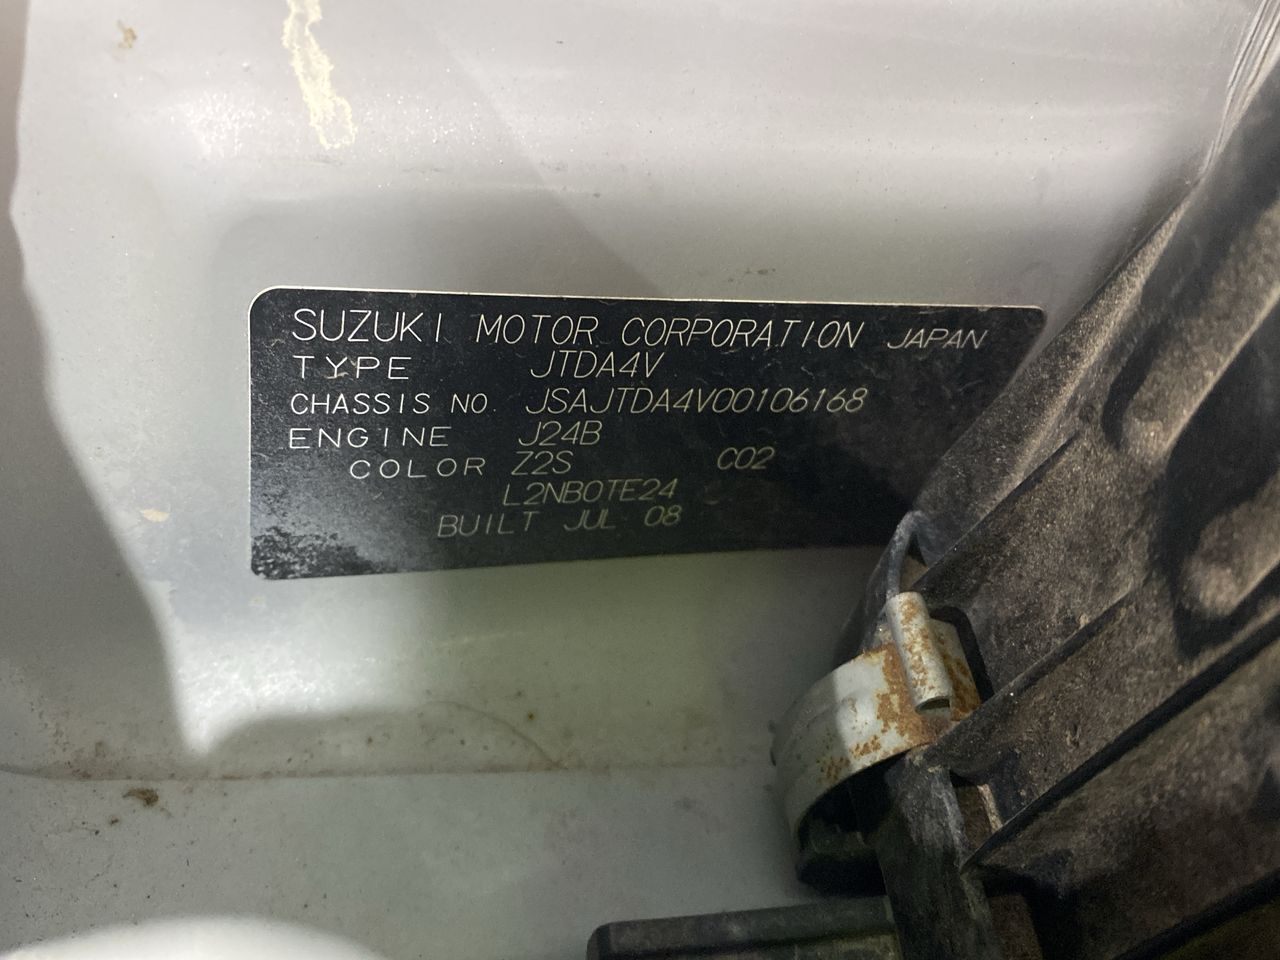 SUZUKI MOTOR CORPORATION JAPAN
TYPE JTDA4V
CHASSIS NO. JSAJTDA4V00106168
ENGINE J24B
COLOR Z2S C02
L2NB0TE24
BUILT JUL 08